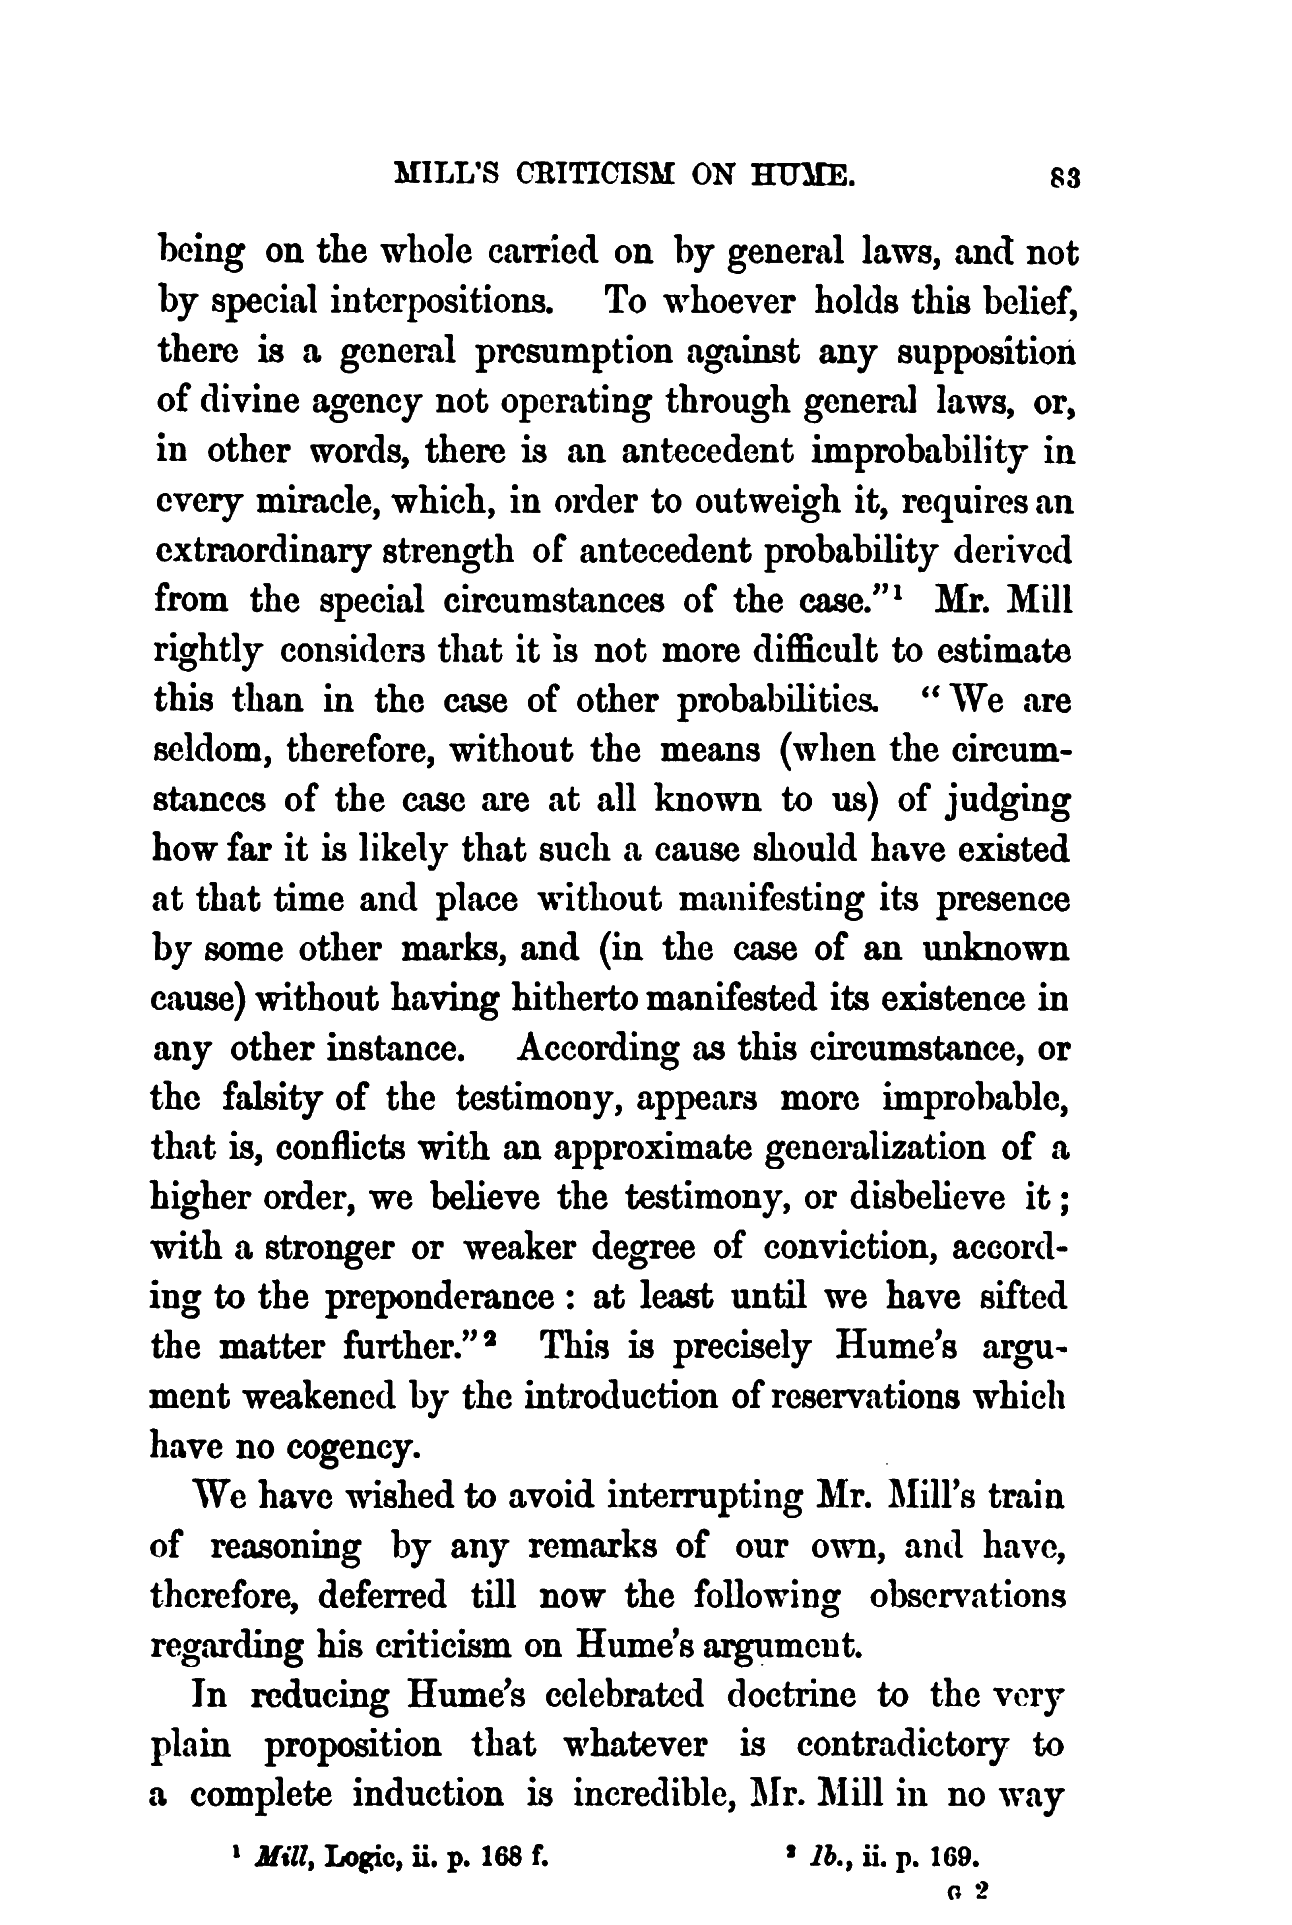 MILL'S CRITICISM ON HUME. 83
being on the whole carried on by general laws, and not
by special interpositions. To whoever holds this belief,
there is a general presumption against any supposition
of divine agency not operating through general laws, or,
in other words, there is an antecedent improbability in
every miracle, which, in order to outweigh it, requires an
extraordinary strength of antecedent probability derived
from the special circumstances of the case.”¹ Mr. Mill
rightly considers that it is not more difficult to estimate
this than in the case of other probabilities. “We are
seldom, therefore, without the means (when the circum-
stances of the case are at all known to us) of judging
how far it is likely that such a cause should have existed
at that time and place without manifesting its presence
by some other marks, and (in the case of an unknown
cause) without having hitherto manifested its existence in
any other instance. According as this circumstance, or
the falsity of the testimony, appears more improbable,
that is, conflicts with an approximate generalization of a
higher order, we believe the testimony, or disbelieve it;
with a stronger or weaker degree of conviction, accord-
ing to the preponderance: at least until we have sifted
the matter further.”² This is precisely Hume's argu-
ment weakened by the introduction of reservations which
have no cogency.
We have wished to avoid interrupting Mr. Mill's train
of reasoning by any remarks of our own, and have,
therefore, deferred till now the following observations
regarding his criticism on Hume's argument.
In reducing Hume's celebrated doctrine to the very
plain proposition that whatever is contradictory to
a complete induction is incredible, Mr. Mill in no way
¹ Mill, Logic, ii. p. 168 f. ² Ib., ii. p. 169.
G 2